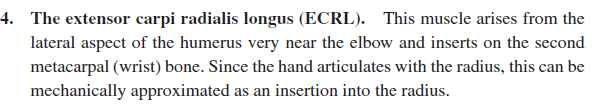 4. The extensor carpi radialis longus (ECRL). This muscle arises from the
lateral aspect of the humerus very near the elbow and inserts on the second
metacarpal (wrist) bone. Since the hand articulates with the radius, this can be
mechanically approximated as an insertion into the radius.